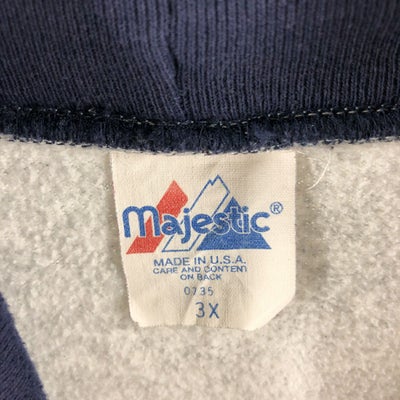 Majestic®
MADE IN U.S.A.
CARE AND CONTENT
ON BACK
0735
3X